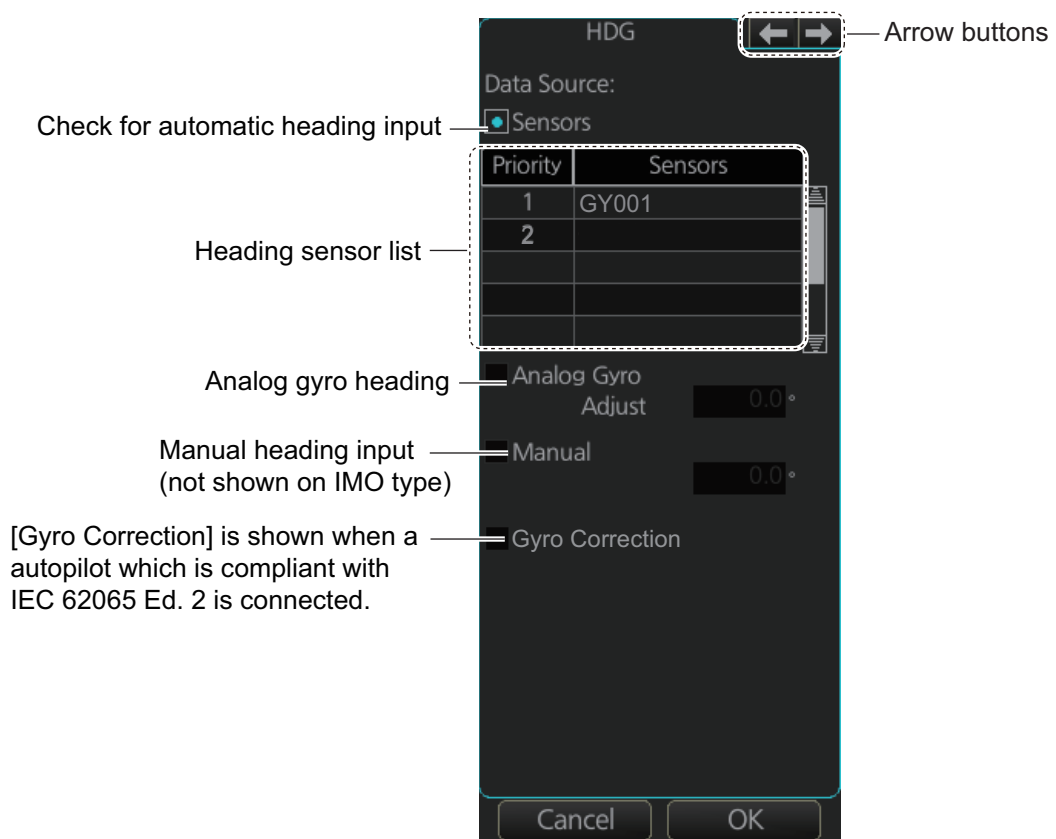 HDG
Arrow buttons
Data Source:
Check for automatic heading input
Sensors
Priority Sensors
1 GY001
2
Heading sensor list
Analog gyro heading
Analog Gyro
Adjust 0.0 °
Manual heading input
(not shown on IMO type)
Manual
0.0 °
[Gyro Correction] is shown when a
autopilot which is compliant with
IEC 62065 Ed. 2 is connected.
Gyro Correction
Cancel OK